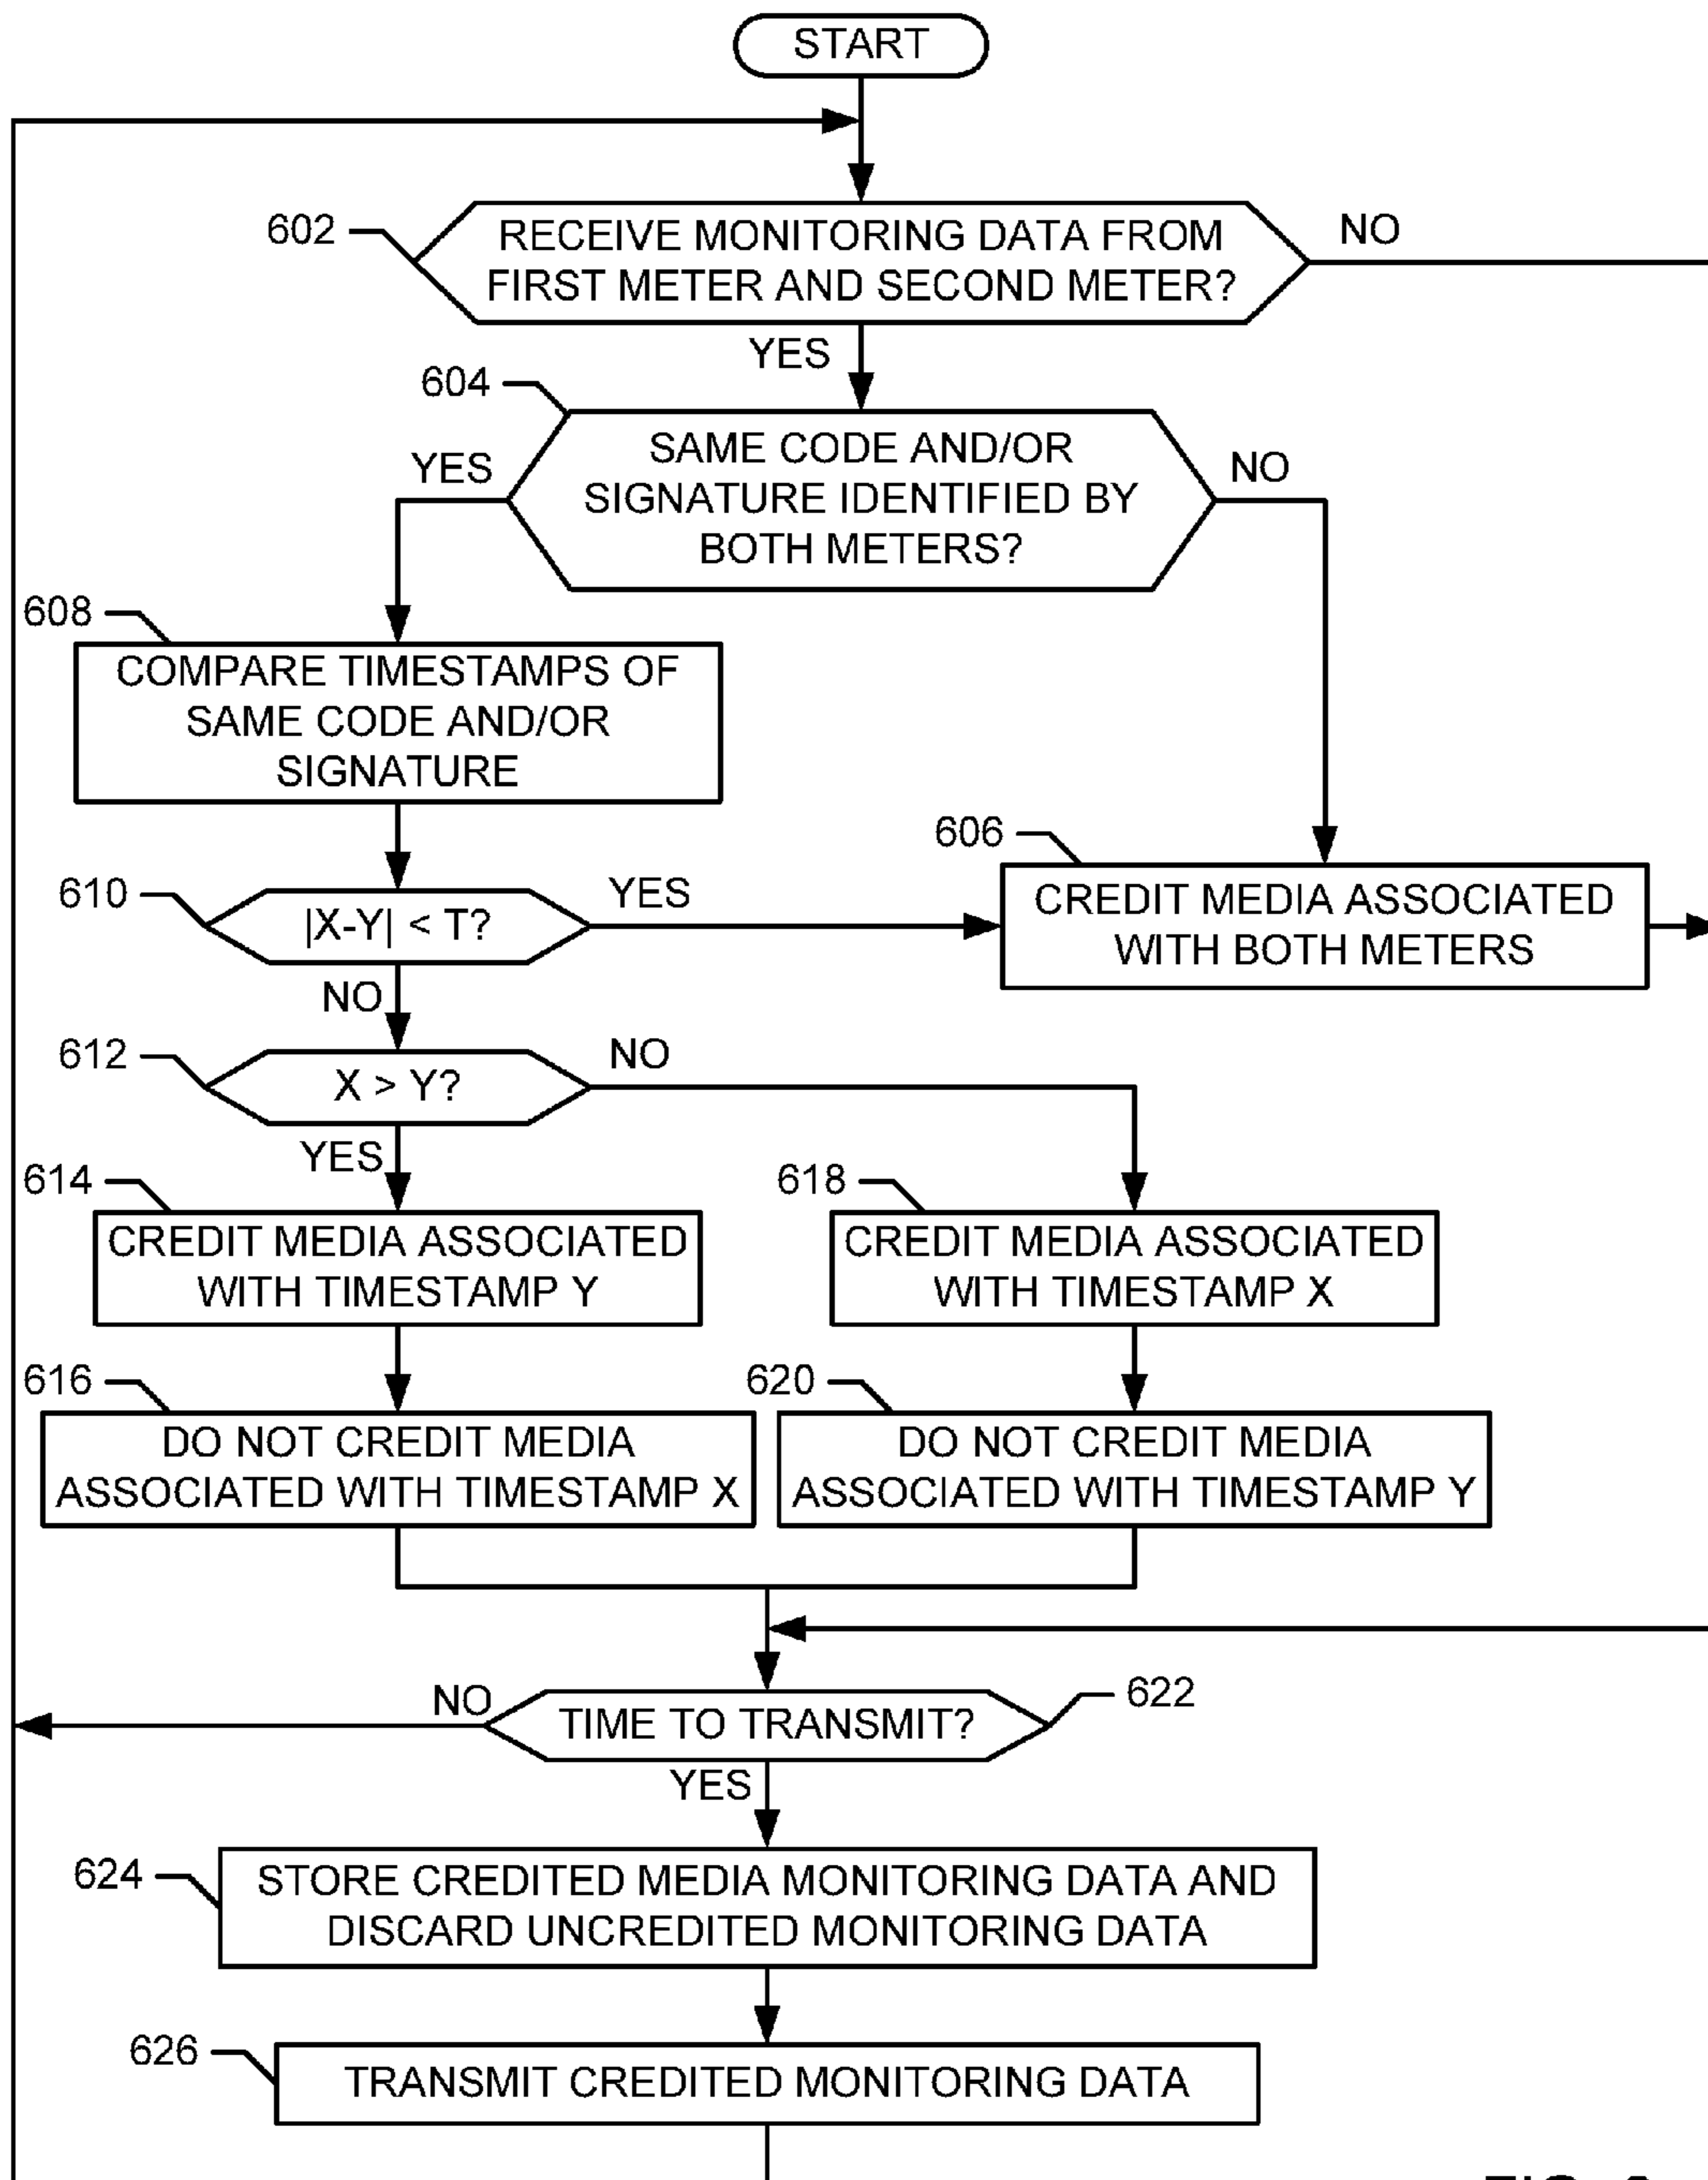 START
602
RECEIVE MONITORING DATA FROM
FIRST METER AND SECOND METER?
NO
YES
604
SAME CODE AND/OR
SIGNATURE IDENTIFIED BY
BOTH METERS?
YES
NO
608
COMPARE TIMESTAMPS OF
SAME CODE AND/OR
SIGNATURE
606
CREDIT MEDIA ASSOCIATED
WITH BOTH METERS
610
|X-Y| < T?
YES
NO
612
X > Y?
NO
YES
614
CREDIT MEDIA ASSOCIATED
WITH TIMESTAMP Y
618
CREDIT MEDIA ASSOCIATED
WITH TIMESTAMP X
616
DO NOT CREDIT MEDIA
ASSOCIATED WITH TIMESTAMP X
620
DO NOT CREDIT MEDIA
ASSOCIATED WITH TIMESTAMP Y
NO
TIME TO TRANSMIT?
622
YES
624
STORE CREDITED MEDIA MONITORING DATA AND
DISCARD UNCREDITED MONITORING DATA
626
TRANSMIT CREDITED MONITORING DATA